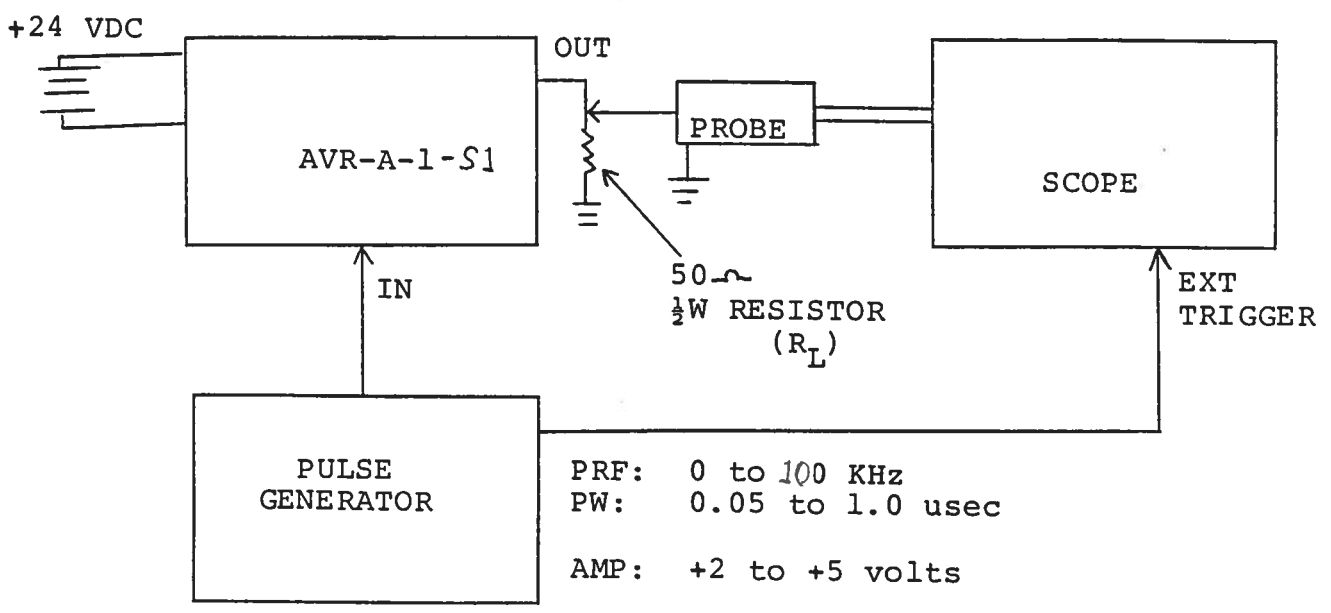 +24 VDC
OUT
AVR-A-1-S1
PROBE
SCOPE
IN
50Ω
½W RESISTOR
(R_L)
EXT
TRIGGER
PULSE
GENERATOR
PRF: 0 to 100 KHz
PW: 0.05 to 1.0 usec
AMP: +2 to +5 volts